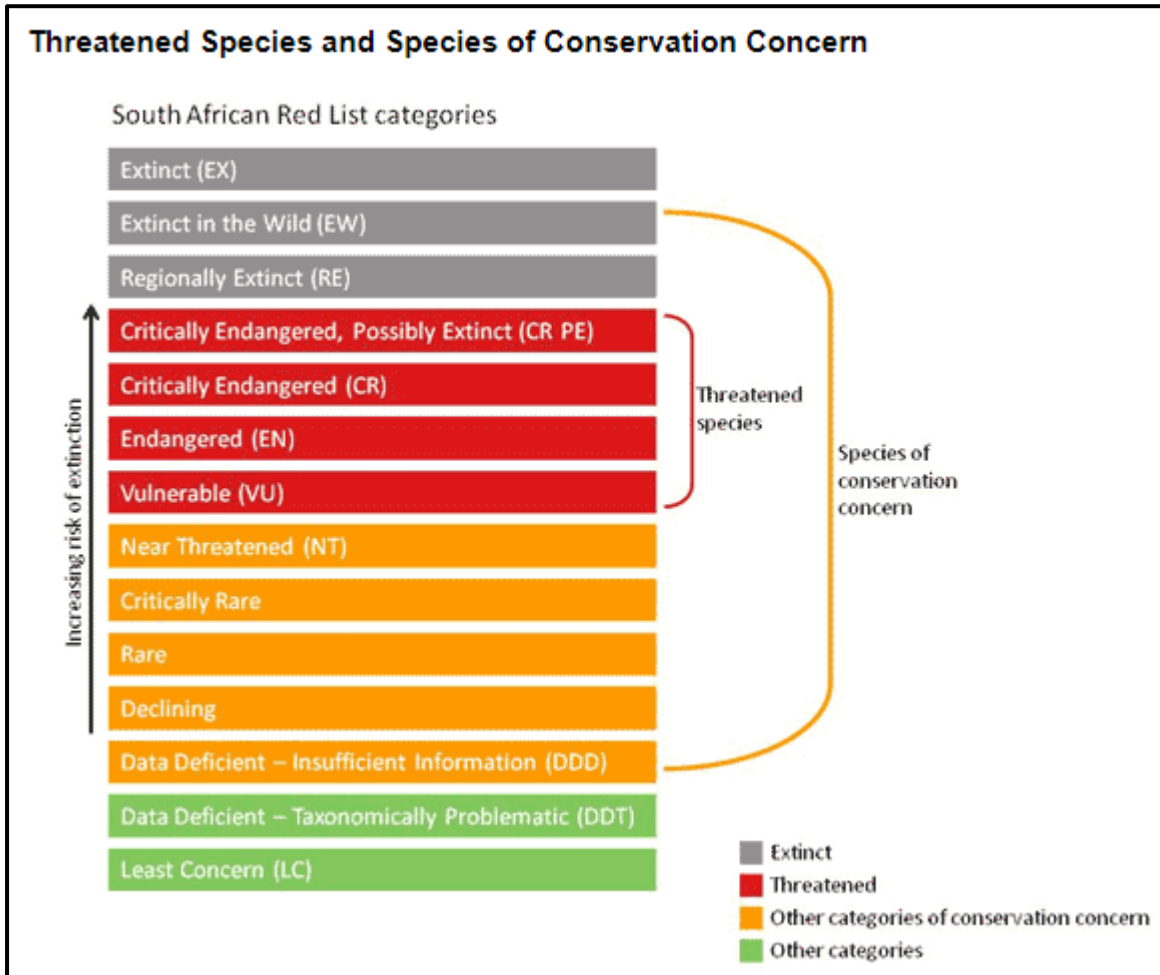 Threatened Species and Species of Conservation Concern
South African Red List categories
Extinct (EX)
Extinct in the Wild (EW)
Regionally Extinct (RE)
Critically Endangered, Possibly Extinct (CR PE)
Critically Endangered (CR)
Endangered (EN)
Vulnerable (VU)
Near Threatened (NT)
Critically Rare
Rare
Declining
Data Deficient – Insufficient Information (DDD)
Data Deficient – Taxonomically Problematic (DDT)
Least Concern (LC)
Increasing risk of extinction
Threatened
species
Species of
conservation
concern
Extinct
Threatened
Other categories of conservation concern
Other categories